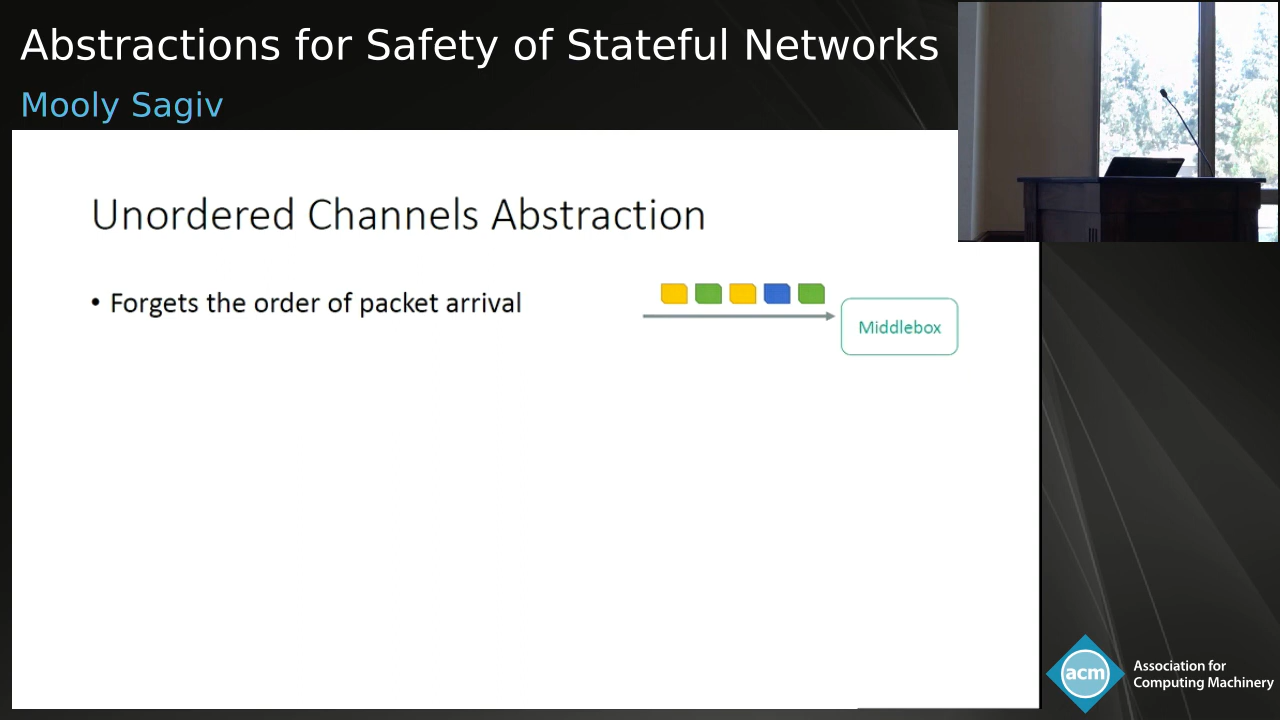 Abstractions for Safety of Stateful Networks
Mooly Sagiv
Unordered Channels Abstraction
• Forgets the order of packet arrival
Middlebox
acm
Association for
Computing Machinery